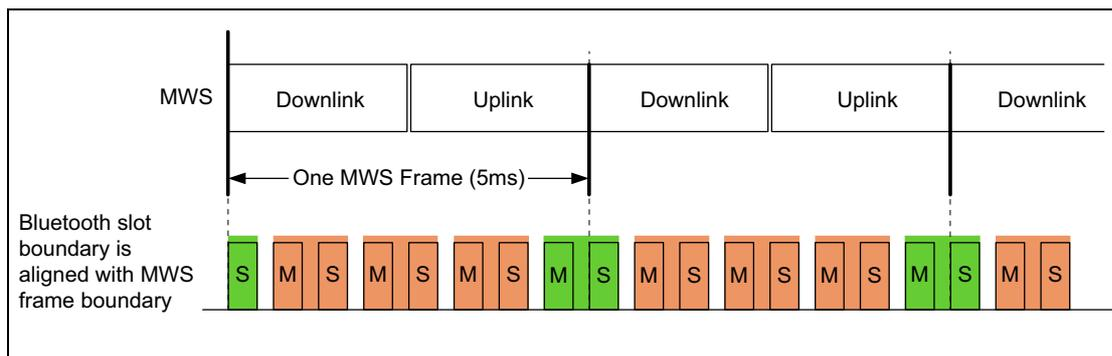 MWS
Downlink
Uplink
Downlink
Uplink
Downlink
One MWS Frame (5ms)
Bluetooth slot
boundary is
aligned with MWS
frame boundary
S M S M S M S M S M S M S M S M S M S